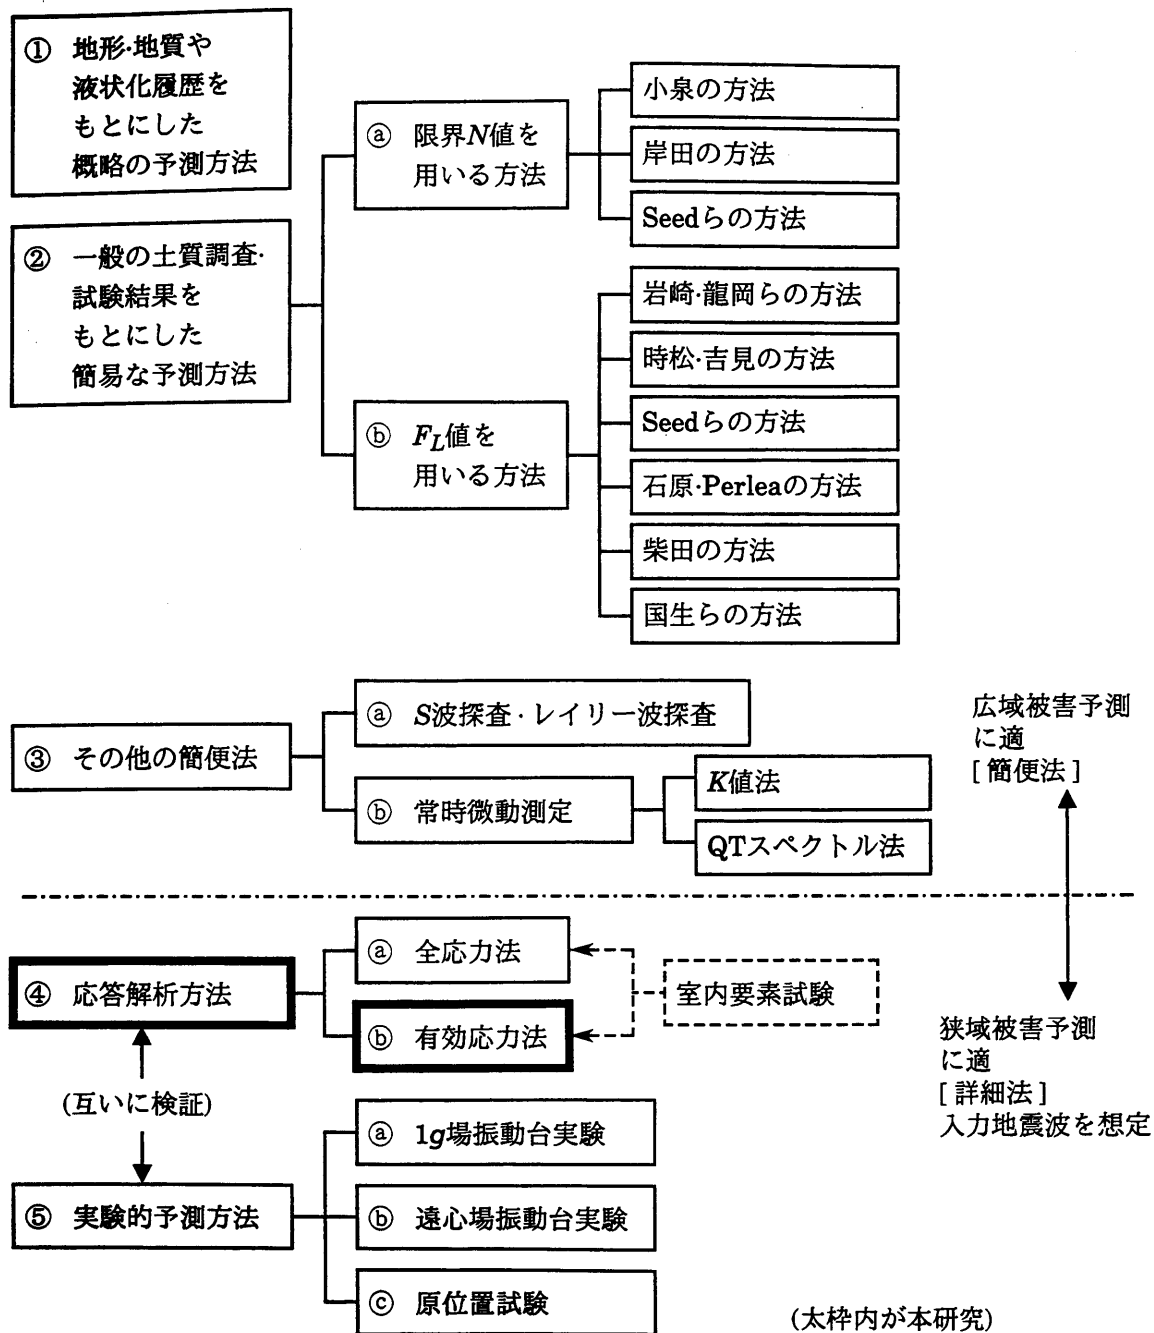 ① 地形·地質や
液状化履歴を
もとにした
概略の予測方法
② 一般の土質調査·
試験結果を
もとにした
簡易な予測方法
ⓐ 限界N値を
用いる方法
小泉の方法
岸田の方法
Seedらの方法
ⓑ FL値を
用いる方法
岩崎·龍岡らの方法
時松·吉見の方法
Seedらの方法
石原·Perleaの方法
柴田の方法
国生らの方法
③ その他の簡便法
ⓐ S波探査·レイリー波探査
ⓑ 常時微動測定
K値法
QTスペクトル法
広域被害予測
に適
[ 簡便法 ]
④ 応答解析方法
ⓐ 全応力法
ⓑ 有効応力法
室内要素試験
狭域被害予測
に適
[ 詳細法 ]
入力地震波を想定
(互いに検証)
⑤ 実験的予測方法
ⓐ 1g場振動台実験
ⓑ 遠心場振動台実験
ⓒ 原位置試験
(太枠内が本研究)